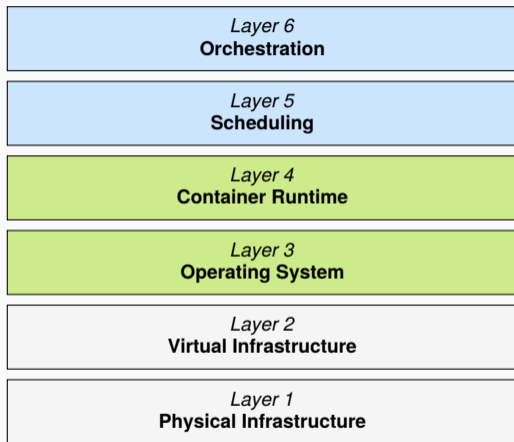 Layer 6
Orchestration
Layer 5
Scheduling
Layer 4
Container Runtime
Layer 3
Operating System
Layer 2
Virtual Infrastructure
Layer 1
Physical Infrastructure